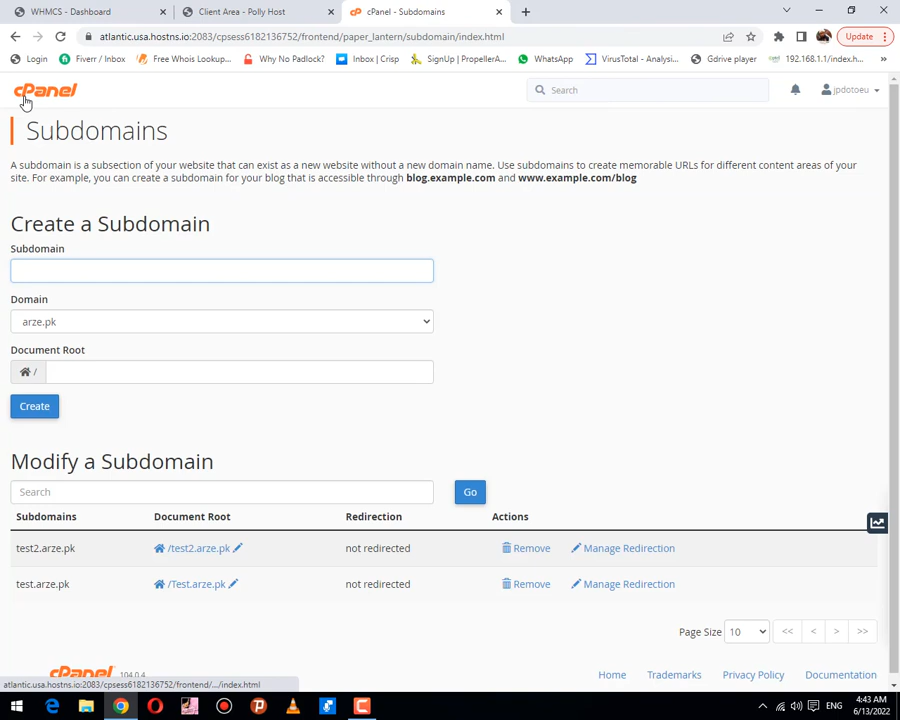 WHMCS - Dashboard
Client Area - Polly Host
cPanel - Subdomains
atlantic.usa.hostns.io:2083/cpsess6182136752/frontend/paper_lantern/subdomain/index.html
Update
Login
Fiverr / Inbox
Free Whois Lookup...
Why No Padlock?
Inbox | Crisp
SignUp | PropellerA...
WhatsApp
VirusTotal - Analysi...
Gdrive player
192.168.1.1/index.h...
cPanel
Search
jpdotoeu
Subdomains
A subdomain is a subsection of your website that can exist as a new website without a new domain name. Use subdomains to create memorable URLs for different content areas of your
site. For example, you can create a subdomain for your blog that is accessible through blog.example.com and www.example.com/blog
Create a Subdomain
Subdomain
Domain
arze.pk
Document Root
/
Create
Modify a Subdomain
Search
Go
Subdomains Document Root Redirection Actions
test2.arze.pk /test2.arze.pk not redirected Remove Manage Redirection
test.arze.pk /Test.arze.pk not redirected Remove Manage Redirection
Page Size 10 << < > >>
cPanel 104.0.4 Home Trademarks Privacy Policy Documentation
atlantic.usa.hostns.io:2083/cpsess6182136752/frontend/.../index.html
ENG
4:43 AM
6/13/2022